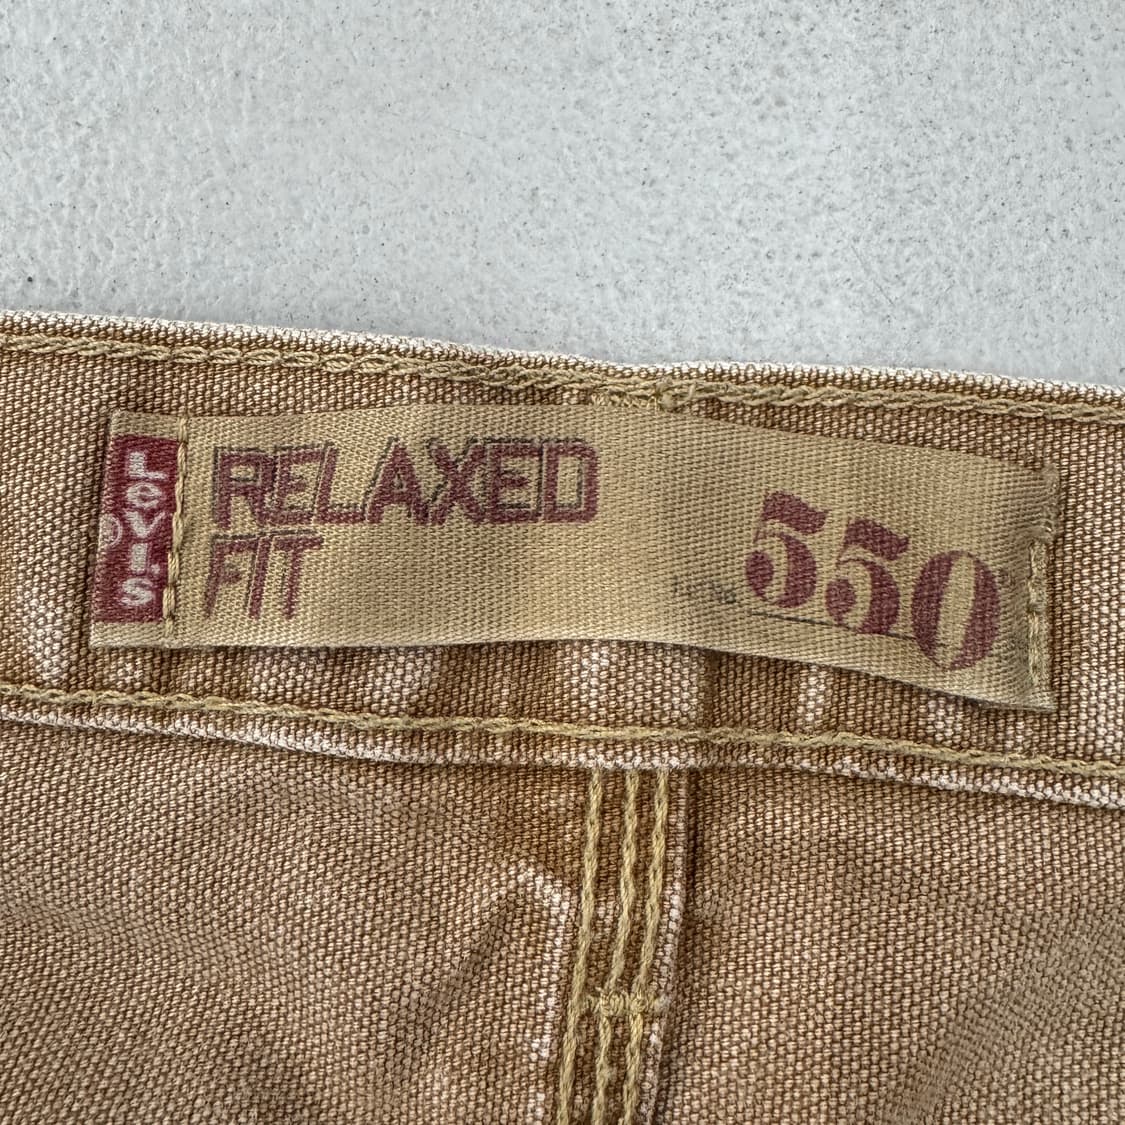 Levi's
®
RELAXED
FIT
550